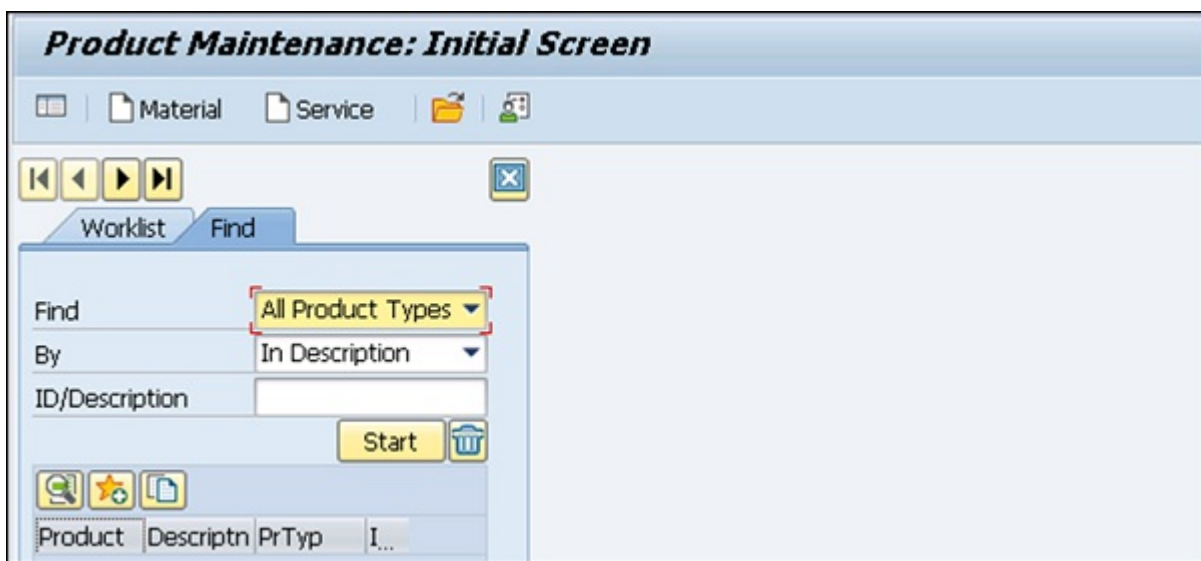 Product Maintenance: Initial Screen
Material Service
Worklist Find
Find All Product Types
By In Description
ID/Description
Start
Product Descriptn PrTyp I...